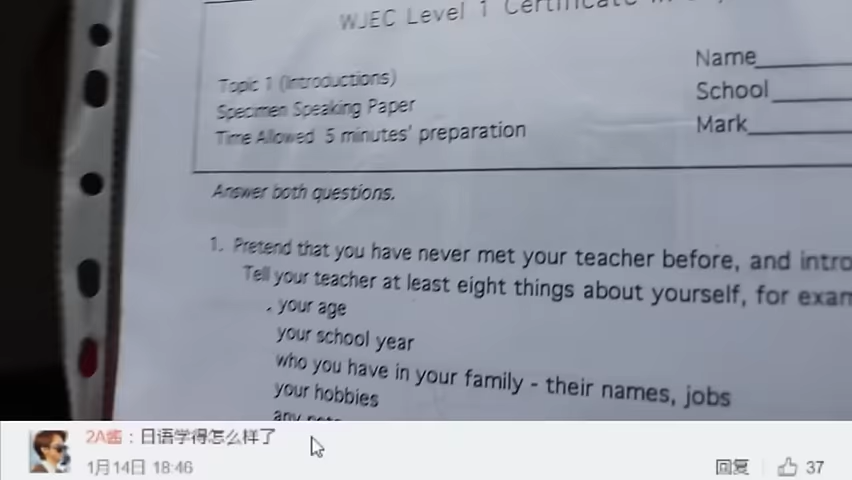 WJEC Level 1 Certificate in
Name
Topic 1 (Introductions)
School
Specimen Speaking Paper
Mark
Time Allowed 5 minutes' preparation
Answer both questions.
1. Pretend that you have never met your teacher before, and intro
Tell your teacher at least eight things about yourself, for exam
your age
your school year
who you have in your family - their names, jobs
your hobbies
any pets
2A酱：日语学得怎么样了
1月14日 18:46
回复
37